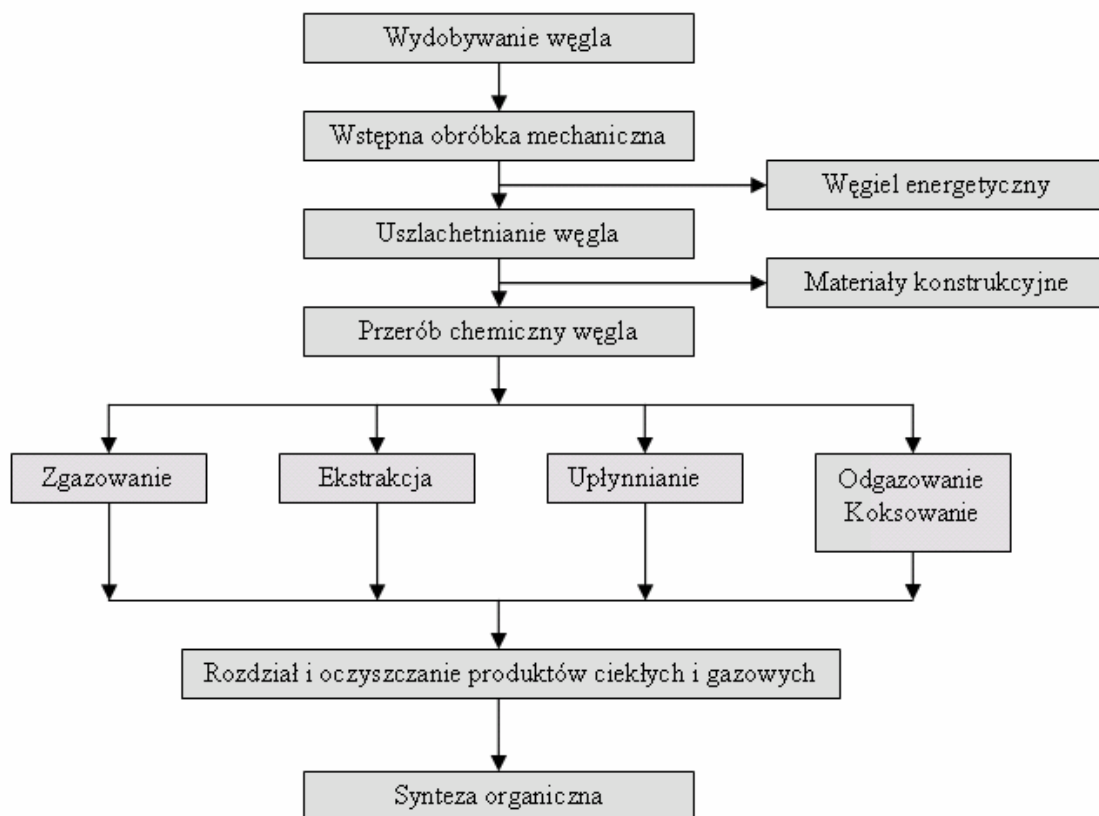 Wydobywanie węgla
Wstępna obróbka mechaniczna
Węgiel energetyczny
Uszlachetnianie węgla
Materiały konstrukcyjne
Przerób chemiczny węgla
Zgazowanie
Ekstrakcja
Upłynnianie
Odgazowanie
Koksowanie
Rozdział i oczyszczanie produktów ciekłych i gazowych
Synteza organiczna